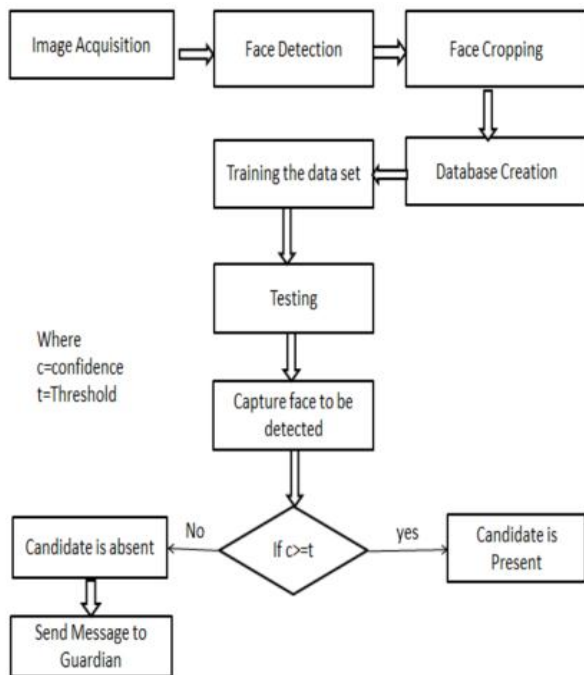 Image Acquisition
Face Detection
Face Cropping
Training the data set
Database Creation
Testing
Where
c=confidence
t=Threshold
Capture face to be
detected
No
yes
Candidate is absent
If c>=t
Candidate is
Present
Send Message to
Guardian